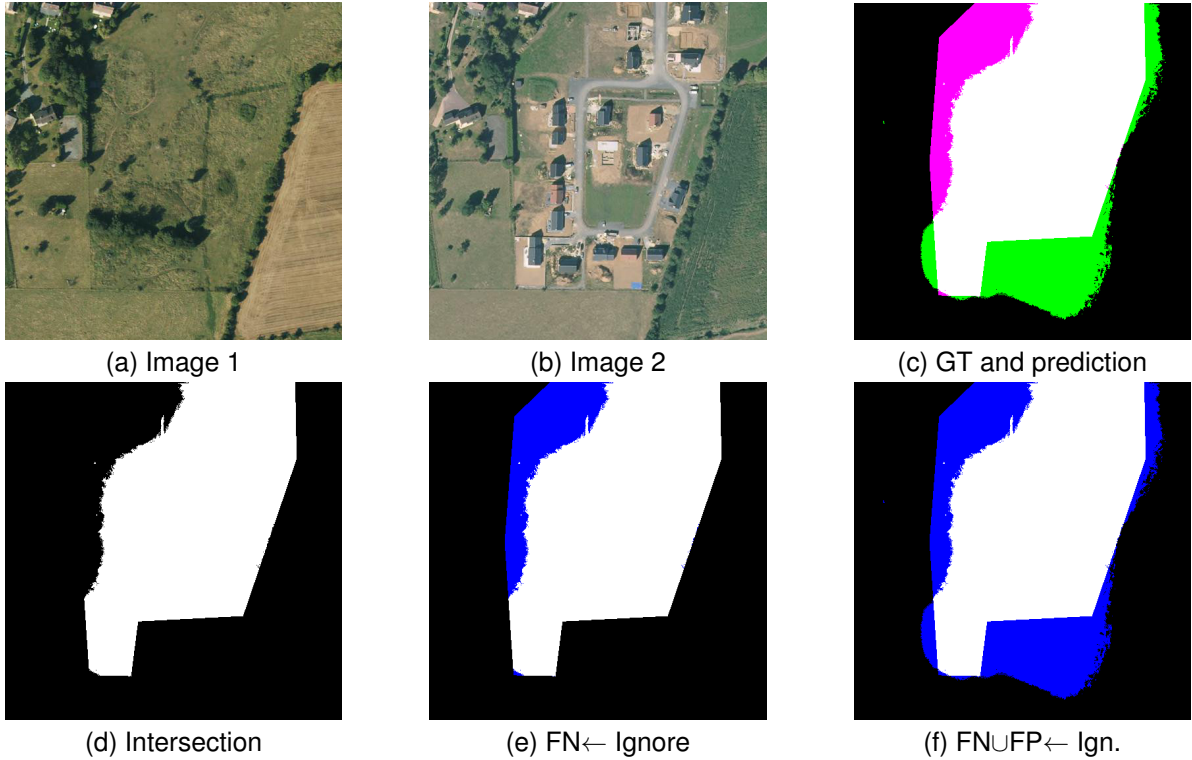 (a) Image 1
(b) Image 2
(c) GT and prediction
(d) Intersection
(e) FN← Ignore
(f) FN∪FP← Ign.